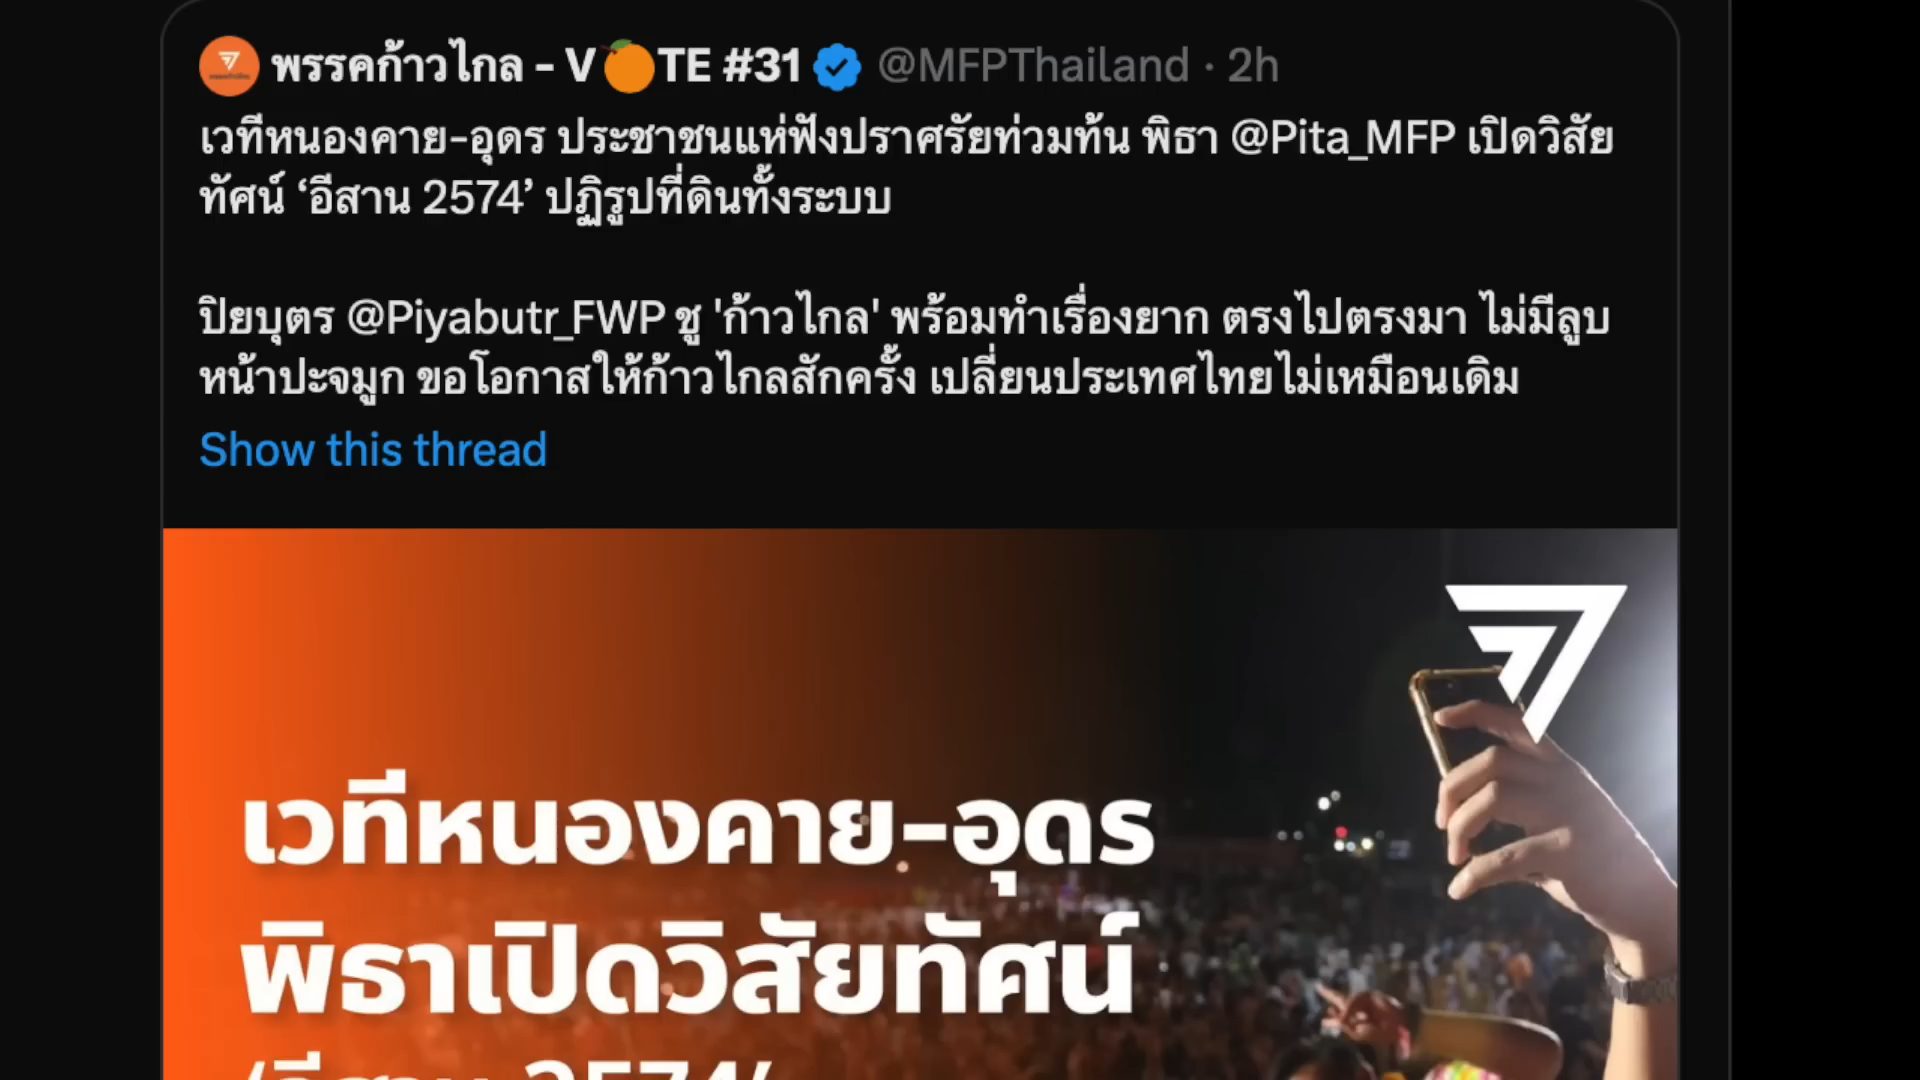 พรรคก้าวไกล - V🍊TE #31 @MFPThailand · 2h
เวทีหนองคาย-อุดร ประชาชนแห่ฟังปราศรัยท่วมท้น พิธา @Pita_MFP เปิดวิสัย
ทัศน์ ‘อีสาน 2574’ ปฏิรูปที่ดินทั้งระบบ
ปิยบุตร @Piyabutr_FWP ชู 'ก้าวไกล' พร้อมทำเรื่องยาก ตรงไปตรงมา ไม่มีลูบ
หน้าปะจมูก ขอโอกาสให้ก้าวไกลสักครั้ง เปลี่ยนประเทศไทยไม่เหมือนเดิม
Show this thread
เวทีหนองคาย-อุดร
พิธาเปิดวิสัยทัศน์
‘อีสาน 2574’